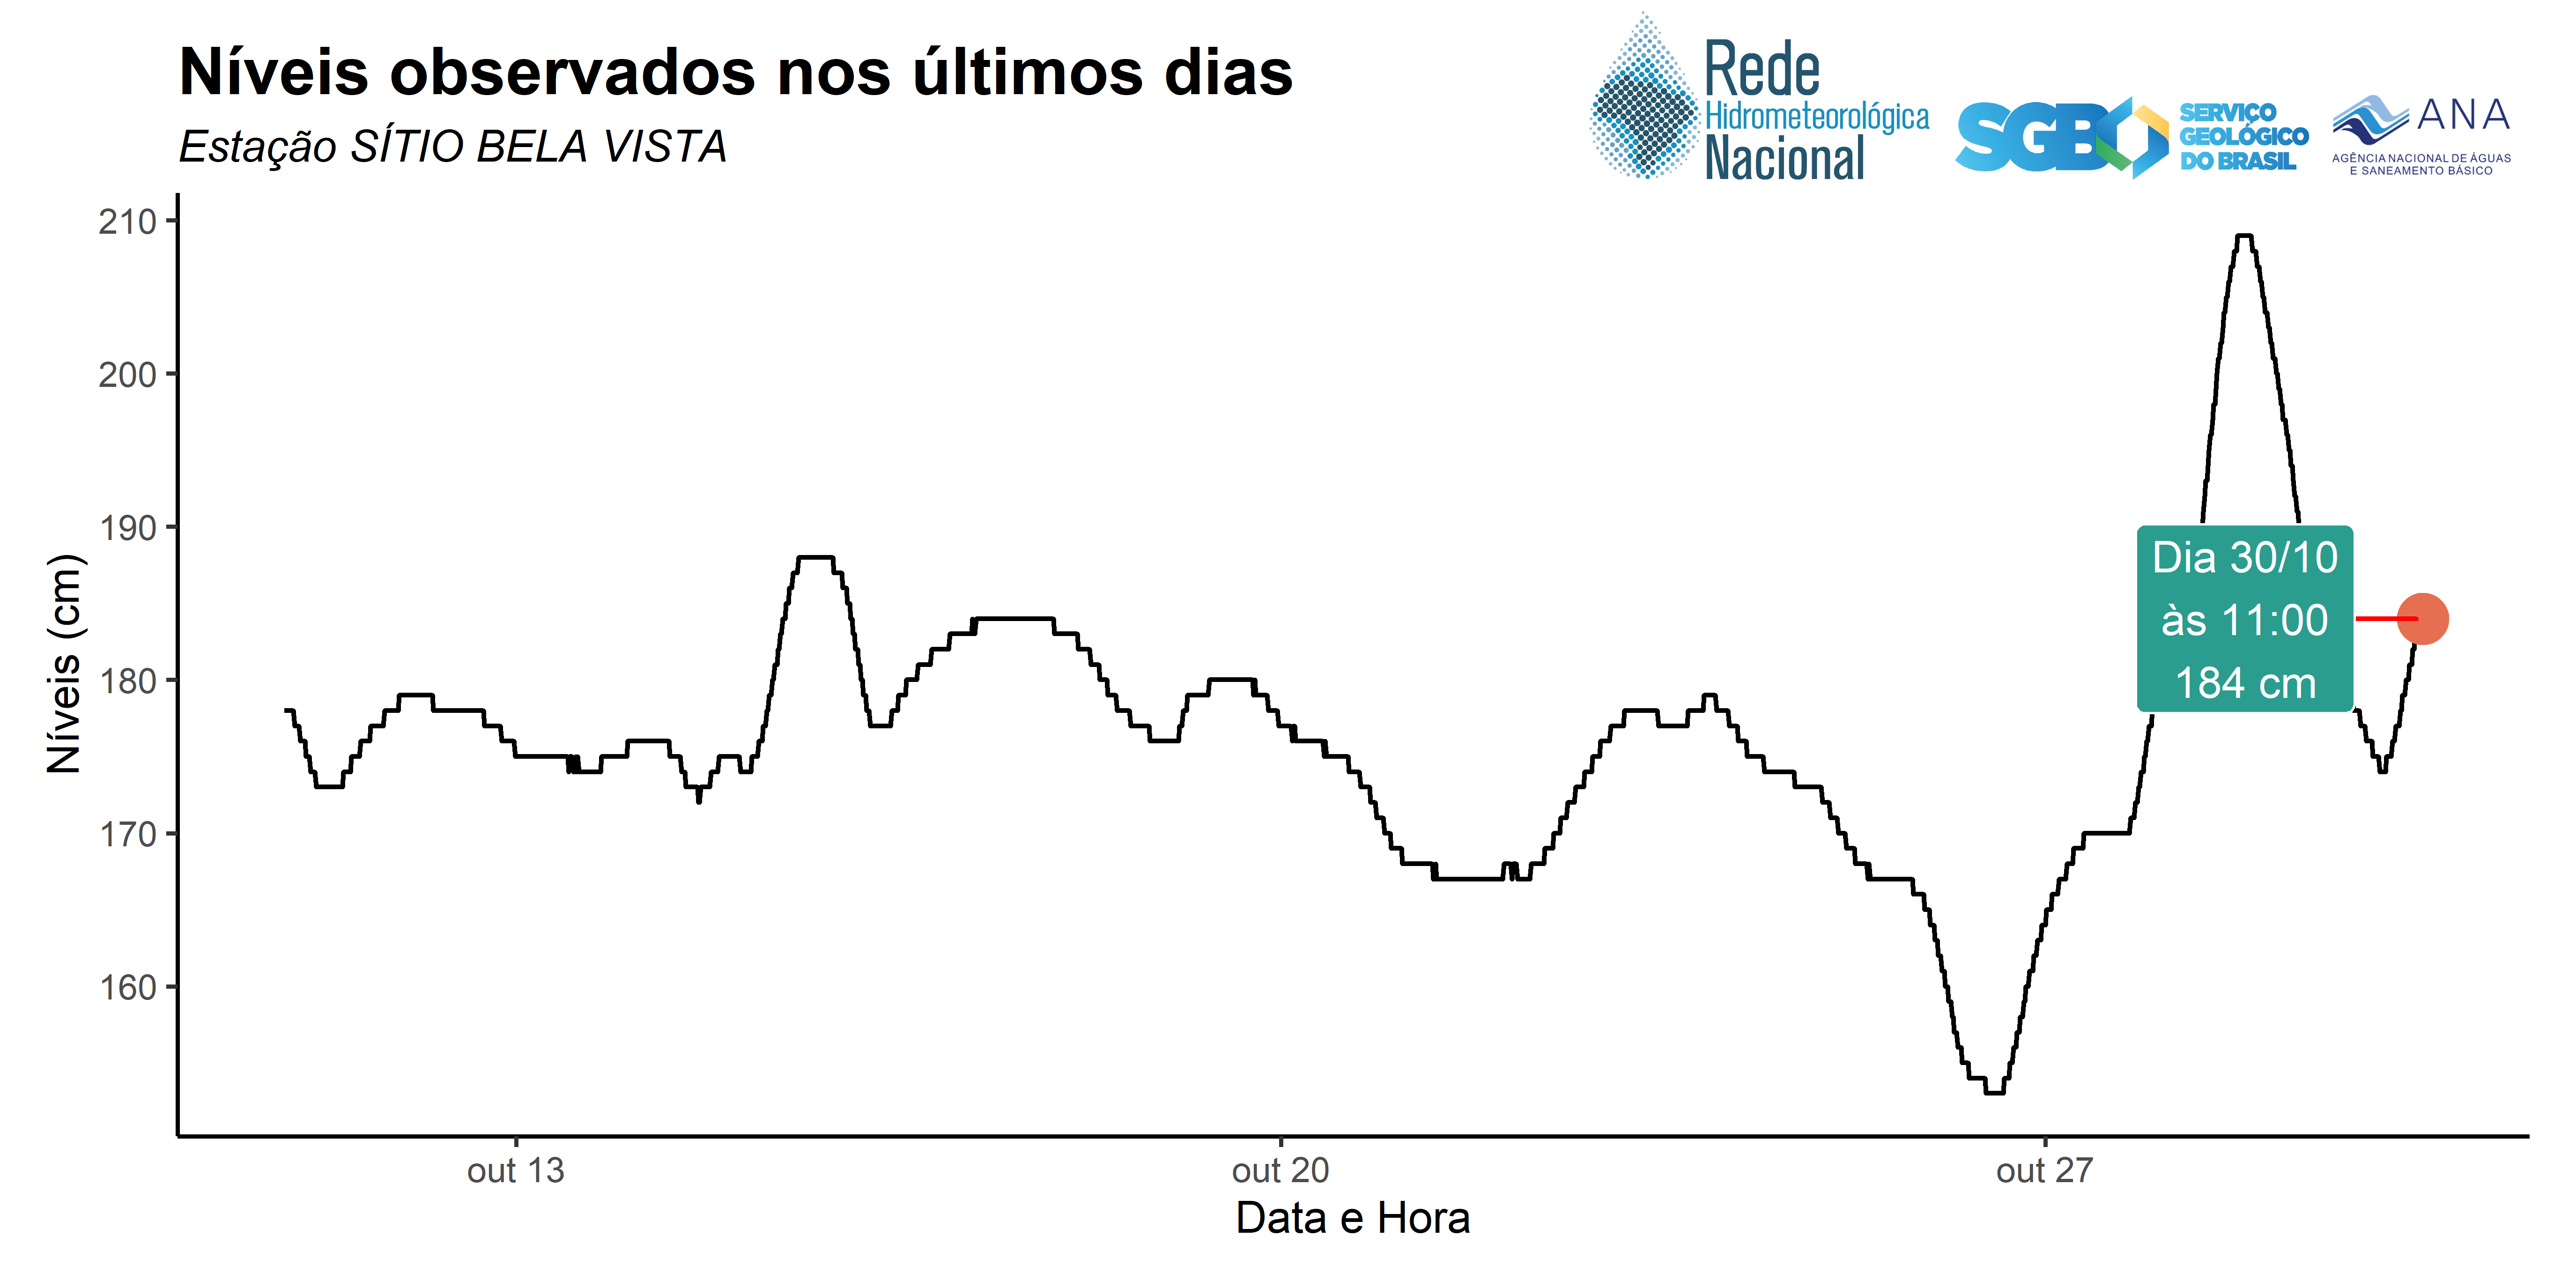 Níveis observados nos últimos dias
Estação SÍTIO BELA VISTA
Rede
Hidrometeorológica
Nacional
SGB
SERVIÇO
GEOLÓGICO
DO BRASIL
ANA
AGÊNCIA NACIONAL DE ÁGUAS
E SANEAMENTO BÁSICO
210
200
190
180
170
160
Níveis (cm)
Dia 30/10
às 11:00
184 cm
out 13
out 20
out 27
Data e Hora